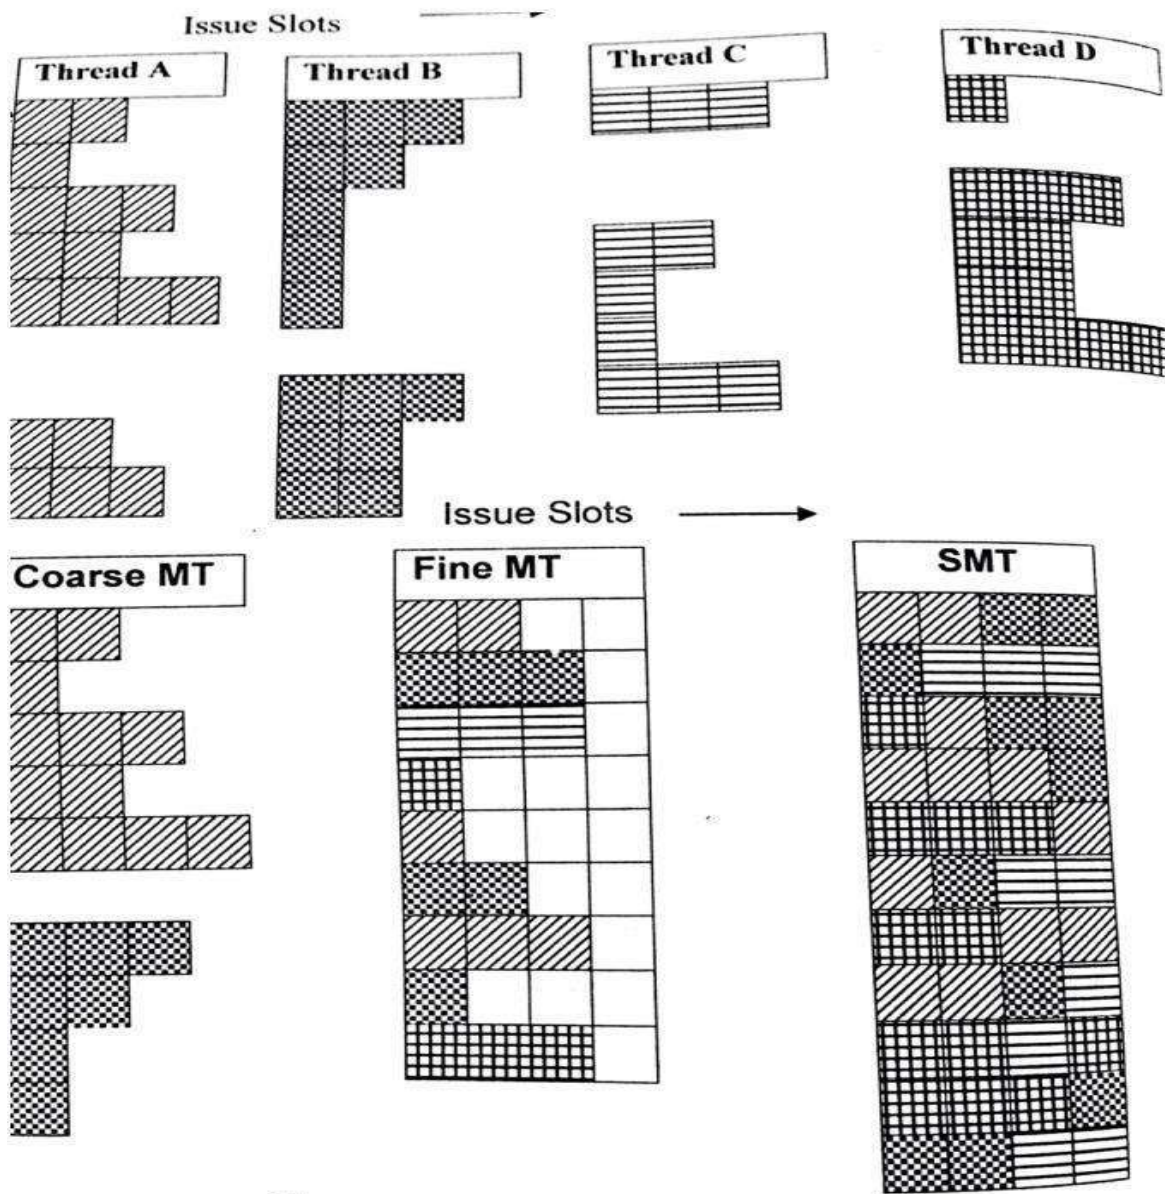 Issue Slots
Thread A
Thread B
Thread C
Thread D
Issue Slots
Coarse MT
Fine MT
SMT